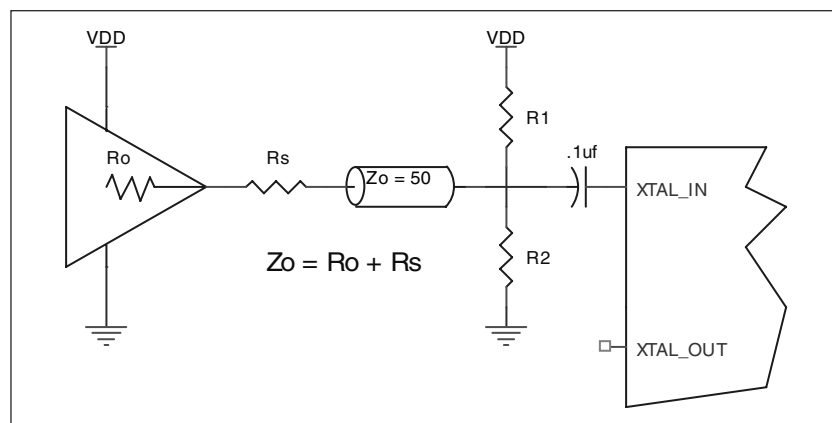 VDD
VDD
R1
Ro
Rs
Zo = 50
.1uf
XTAL_IN
Zo = Ro + Rs
R2
XTAL_OUT